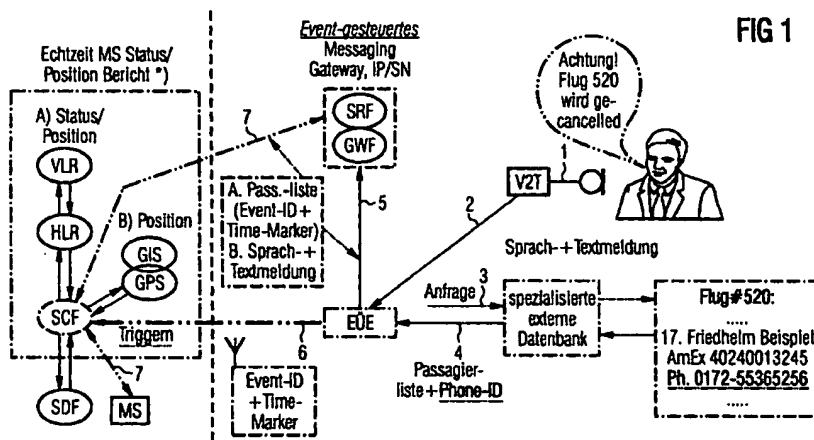 FIG 1
Echtzeit MS Status/
Position Bericht *)
A) Status/
Position
VLR
HLR
B) Position
GIS
GPS
SCF
Triggern
SDF
7
MS
Event-gesteuertes
Messaging
Gateway, IP/SN
SRF
GWF
7
A. Pass.-liste
(Event-ID+
Time-Marker)
B. Sprach-+
Textmeldung
5
EUE
6
Event-ID
+Time-
Marker
Achtung!
Flug 520
wird ge-
cancelled
1
V2T
2
Sprach-+Textmeldung
Anfrage 3
4
Passagier-
liste+Phone-ID
spezialisierte
externe
Datenbank
Flug#520:
.....
17. Friedhelm Beispiel
AmEx 40240013245
Ph. 0172-55365256
.....